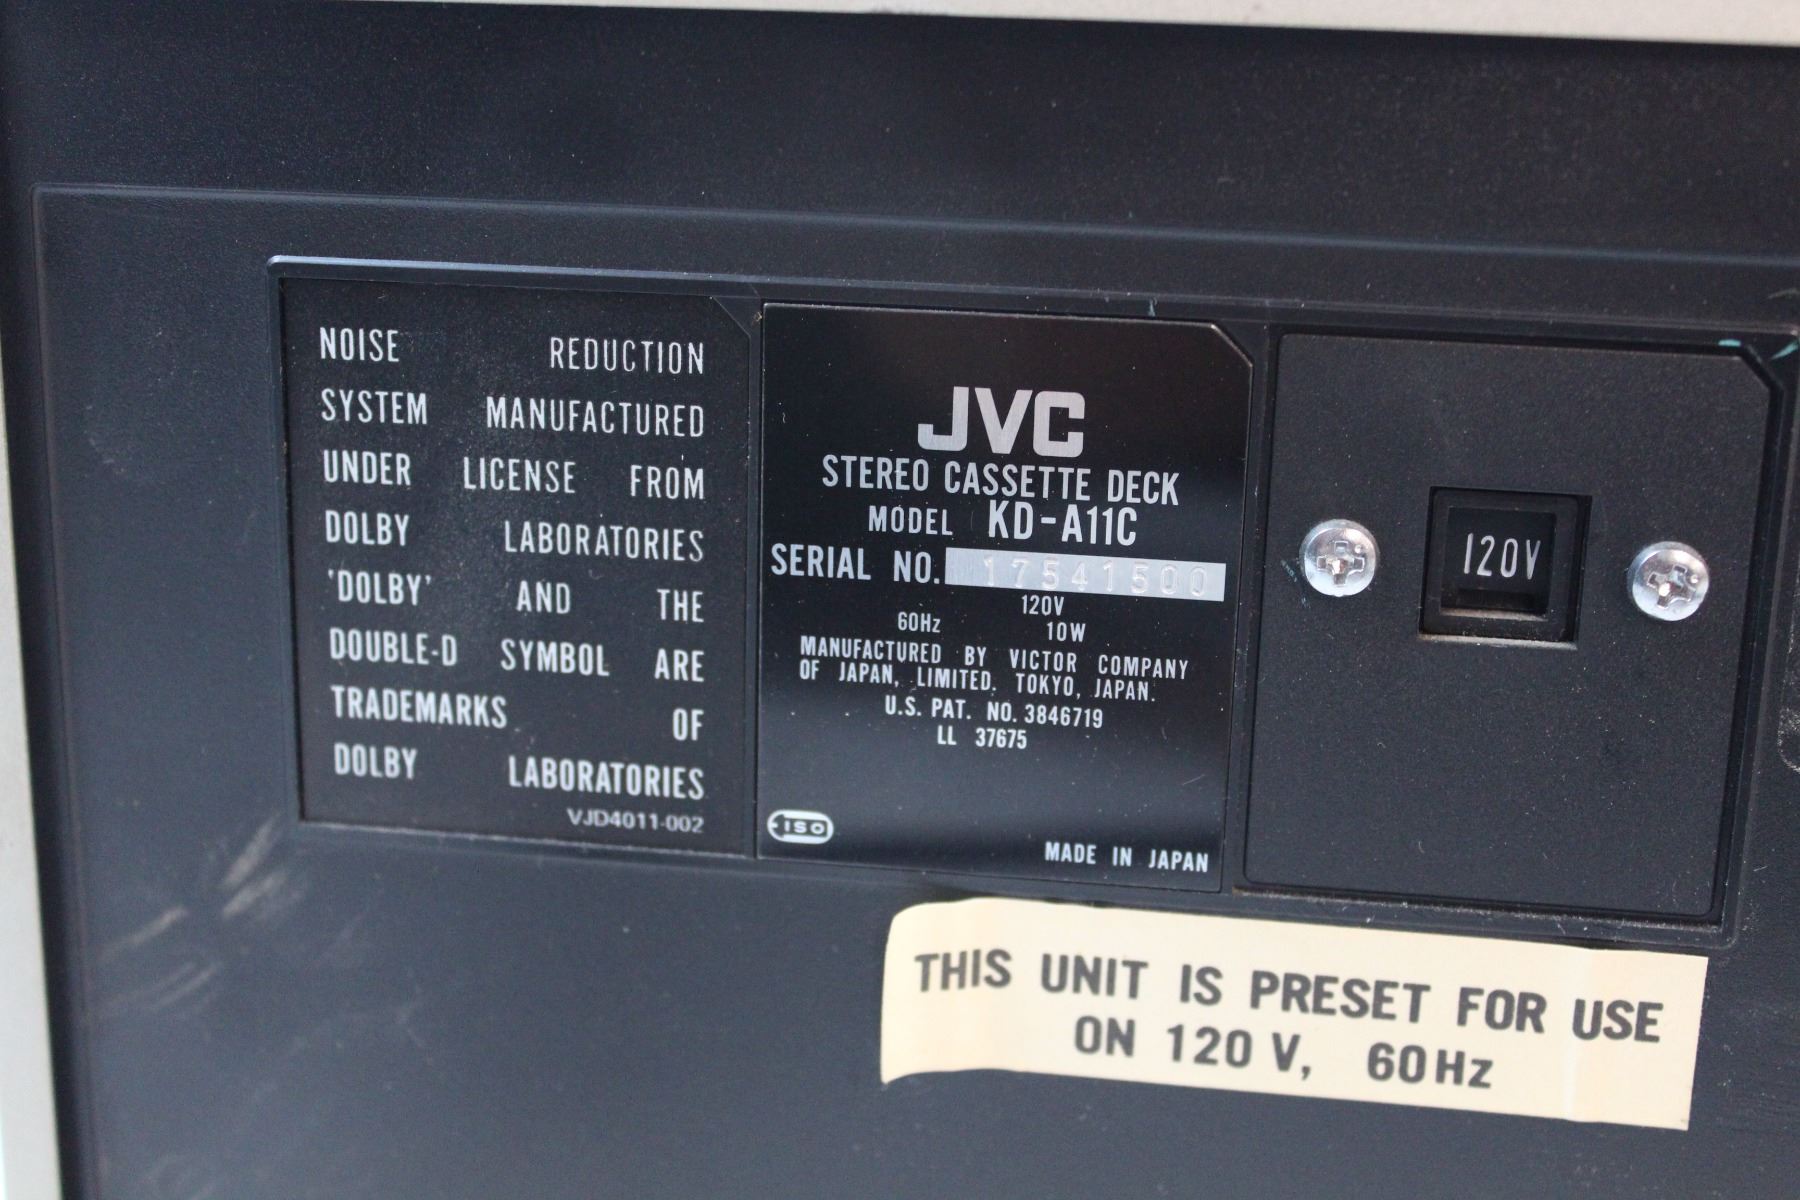 NOISE REDUCTION
SYSTEM MANUFACTURED
UNDER LICENSE FROM
DOLBY LABORATORIES
'DOLBY' AND THE
DOUBLE-D SYMBOL ARE
TRADEMARKS OF
DOLBY LABORATORIES
VJD4011-002
JVC
STEREO CASSETTE DECK
MODEL KD-A11C
SERIAL NO. 17541500
120V
60Hz 10W
MANUFACTURED BY VICTOR COMPANY
OF JAPAN, LIMITED. TOKYO, JAPAN.
U.S. PAT. NO. 3846719
LL 37675
ISO
MADE IN JAPAN
120V
THIS UNIT IS PRESET FOR USE
ON 120 V, 60Hz